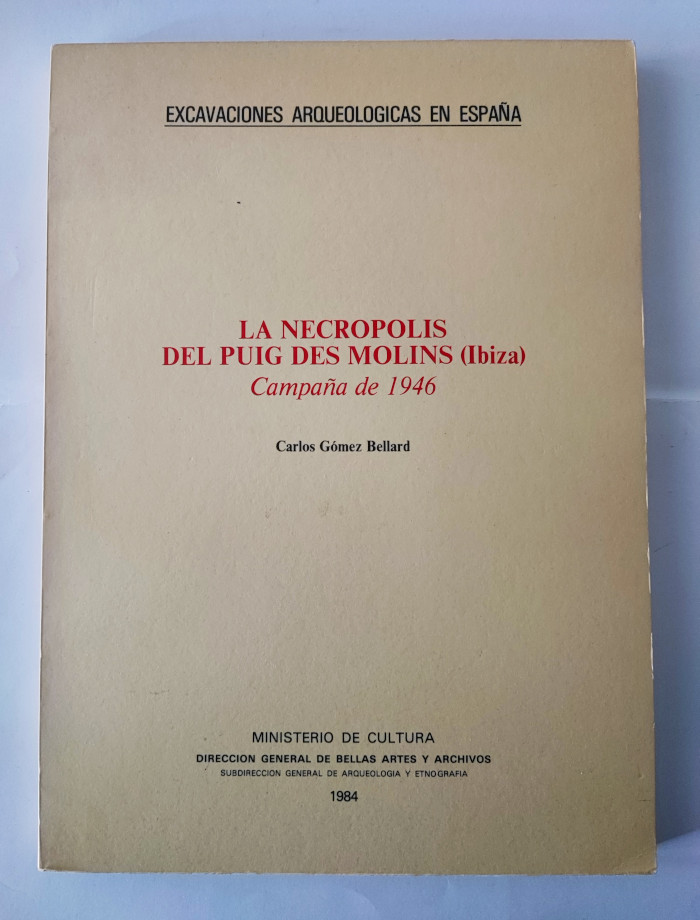 EXCAVACIONES ARQUEOLOGICAS EN ESPAÑA
LA NECROPOLIS
DEL PUIG DES MOLINS (Ibiza)
Campaña de 1946
Carlos Gómez Bellard
MINISTERIO DE CULTURA
DIRECCION GENERAL DE BELLAS ARTES Y ARCHIVOS
SUBDIRECCION GENERAL DE ARQUEOLOGIA Y ETNOGRAFIA
1984